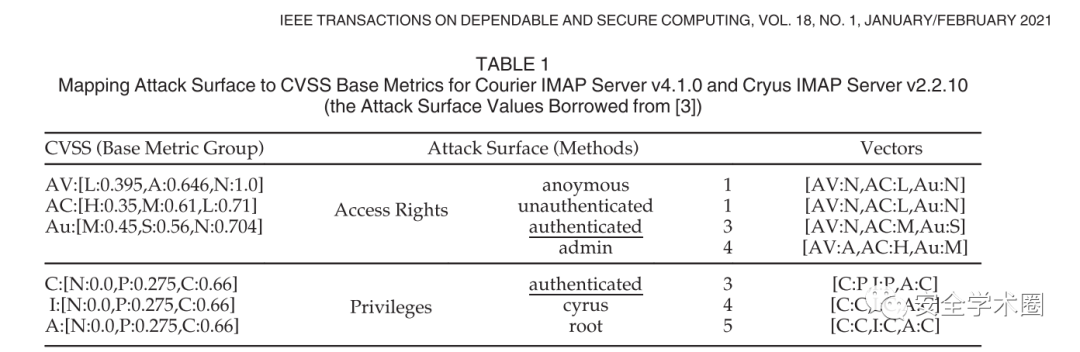 IEEE TRANSACTIONS ON DEPENDABLE AND SECURE COMPUTING, VOL. 18, NO. 1, JANUARY/FEBRUARY 2021
TABLE 1
Mapping Attack Surface to CVSS Base Metrics for Courier IMAP Server v4.1.0 and Cryus IMAP Server v2.2.10
(the Attack Surface Values Borrowed from [3])
CVSS (Base Metric Group) Attack Surface (Methods) Vectors
AV:[L:0.395,A:0.646,N:1.0] anoymous 1 [AV:N,AC:L,Au:N]
AC:[H:0.35,M:0.61,L:0.71] Access Rights unauthenticated 1 [AV:N,AC:L,Au:N]
Au:[M:0.45,S:0.56,N:0.704] authenticated 3 [AV:N,AC:M,Au:S]
admin 4 [AV:A,AC:H,Au:M]
C:[N:0.0,P:0.275,C:0.66] authenticated 3 [C:P,I:P,A:C]
I:[N:0.0,P:0.275,C:0.66] Privileges cyrus 4 [C:C,
A:[N:0.0,P:0.275,C:0.66] root 5 [C:C,I:C,A:C]
安全学术圈